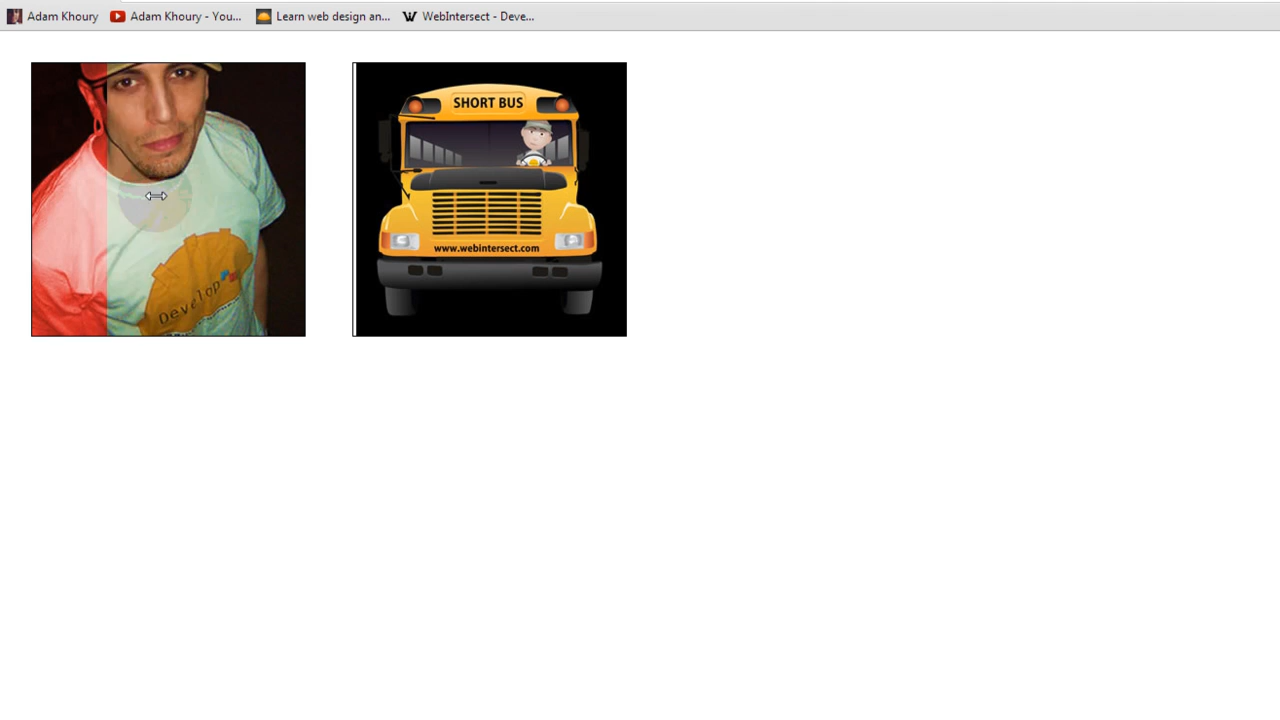 Adam Khoury
Adam Khoury - You...
Learn web design an...
WebIntersect - Deve...
SHORT BUS
www.webintersect.com
Develop